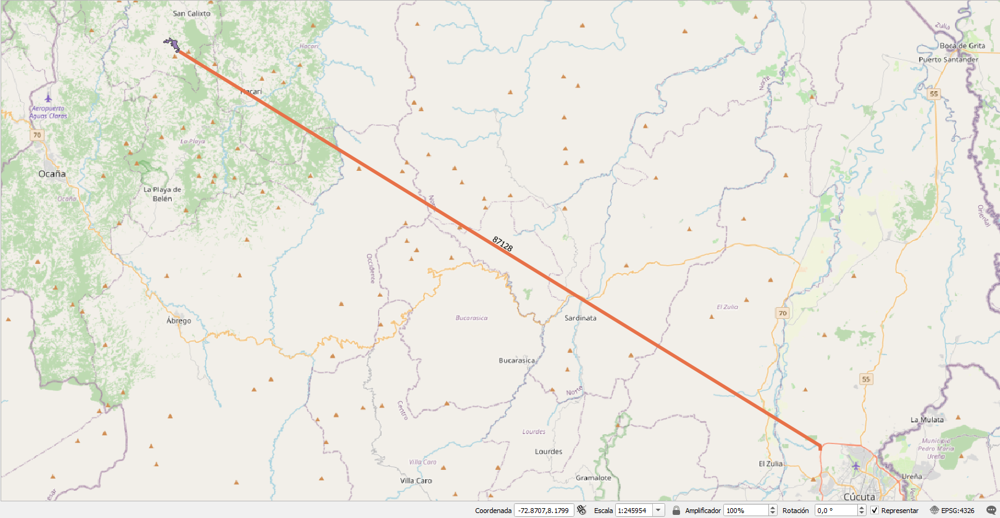 San Calixto
Zulia
Hacarí
Boca de Grita
Puerto Santander
Norte
Hacarí
55
Aeropuerto
Aguas Claras
70
La Playa
Ocaña
La Playa de
Belén
Ocaña
Oriental
87128
Occidente
El Zulia
70
Bucarasica
Sardinata
Ábrego
Bucarasica
55
Norte
Centro
La Mulata
Lourdes
Municipio
Pedro María
Ureña
Lourdes
Villa Caro
El Zulia
Villa Caro
Gramalote
Ureña
Cúcuta
Coordenada -72.8707,8.1799 Escala 1:245954 Amplificador 100% Rotación 0,0 ° Representar EPSG:4326